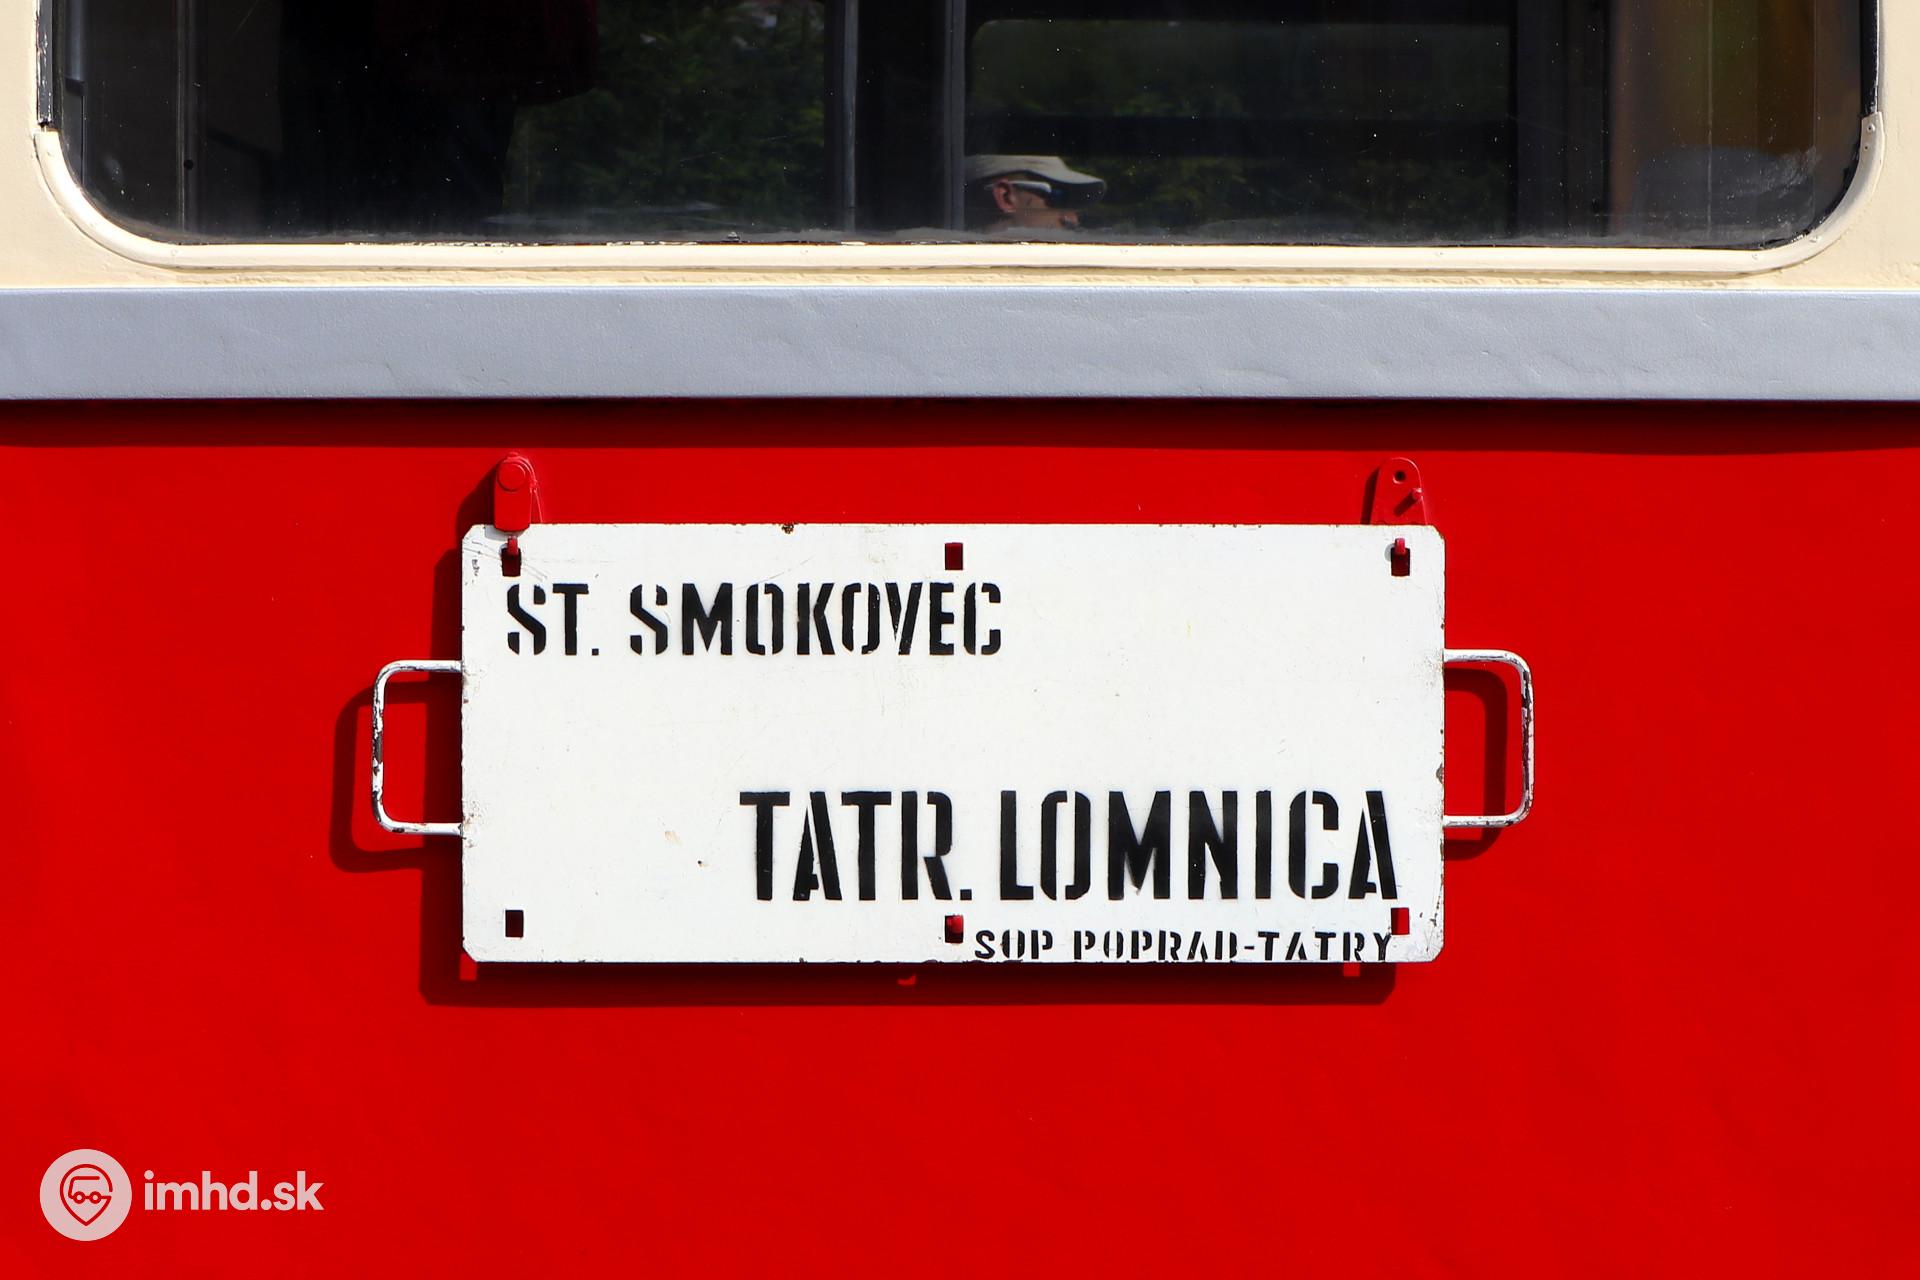 ST. SMOKOVEC
TATR. LOMNICA
SOP POPRAD-TATRY
imhd.sk